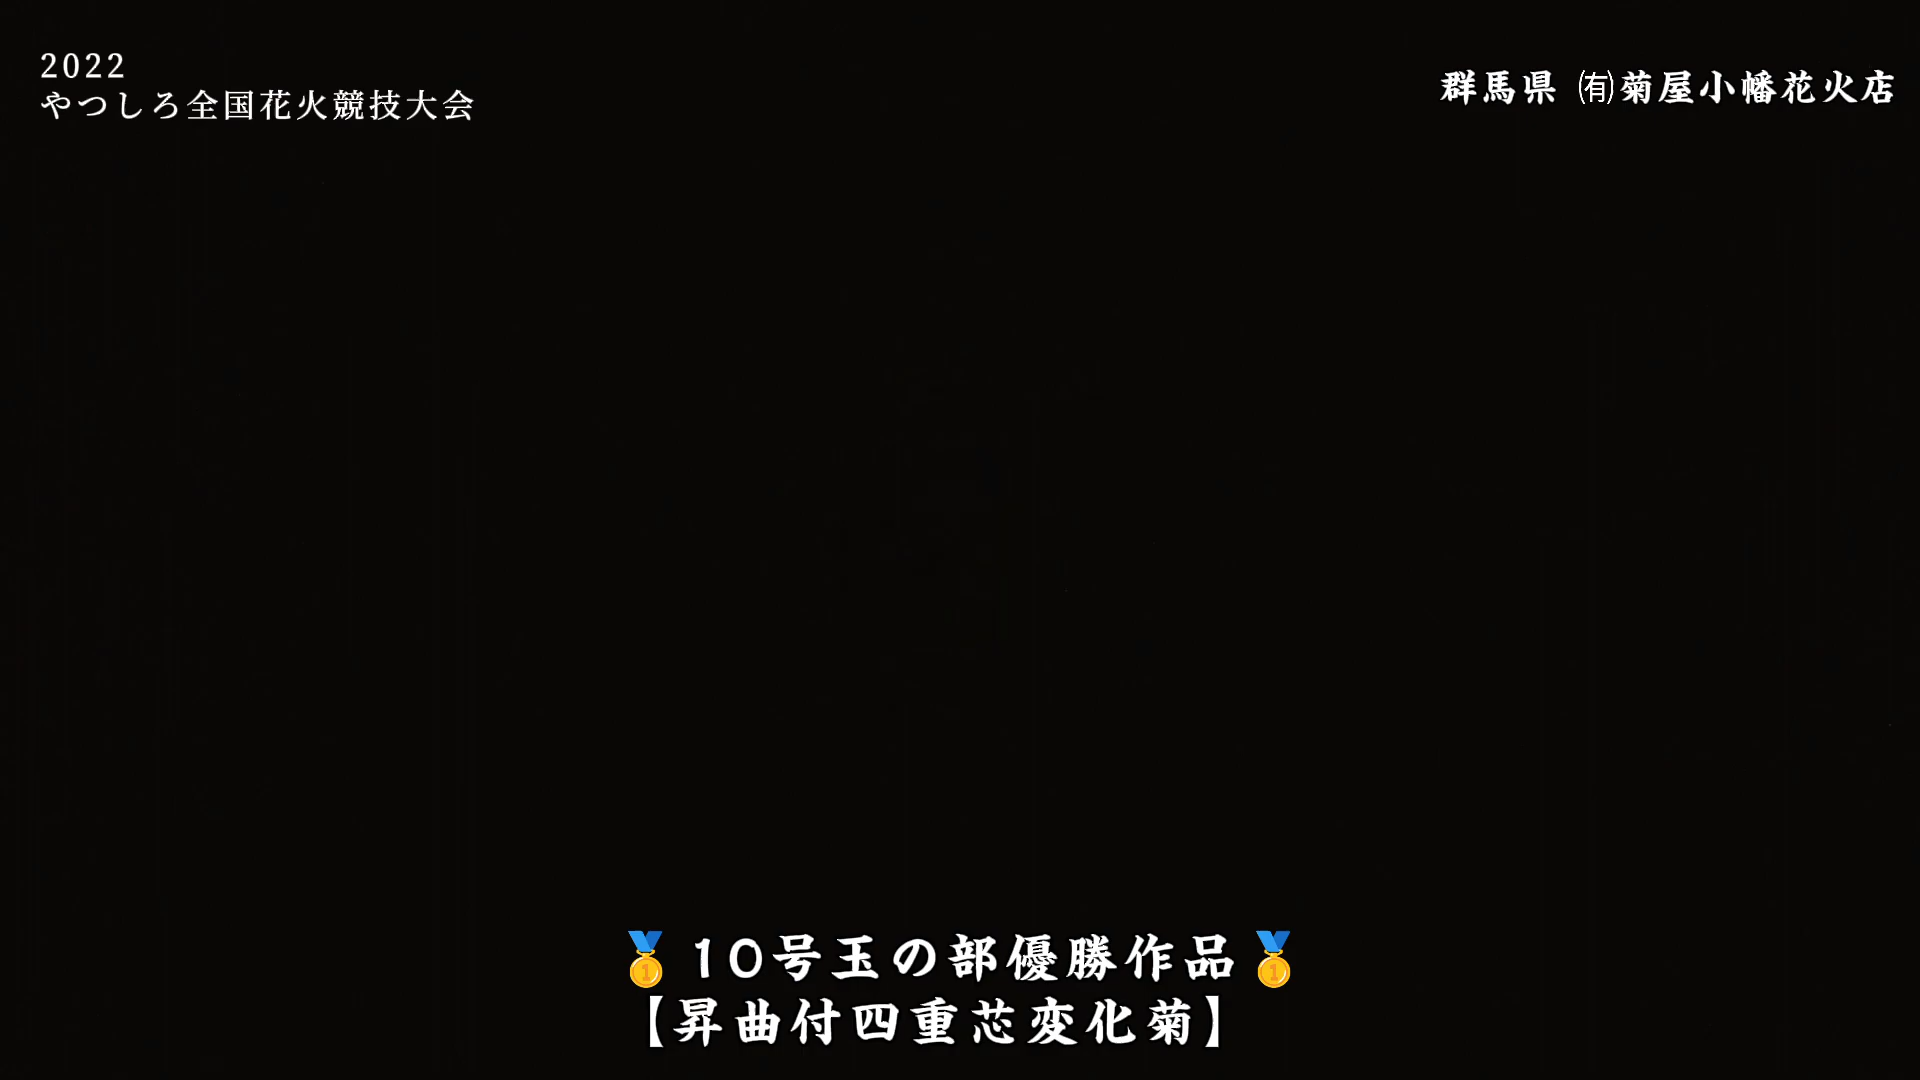 2022
やつしろ全国花火競技大会
群馬県 ㈲菊屋小幡花火店
🥇10号玉の部優勝作品🥇
【昇曲付四重芯変化菊】